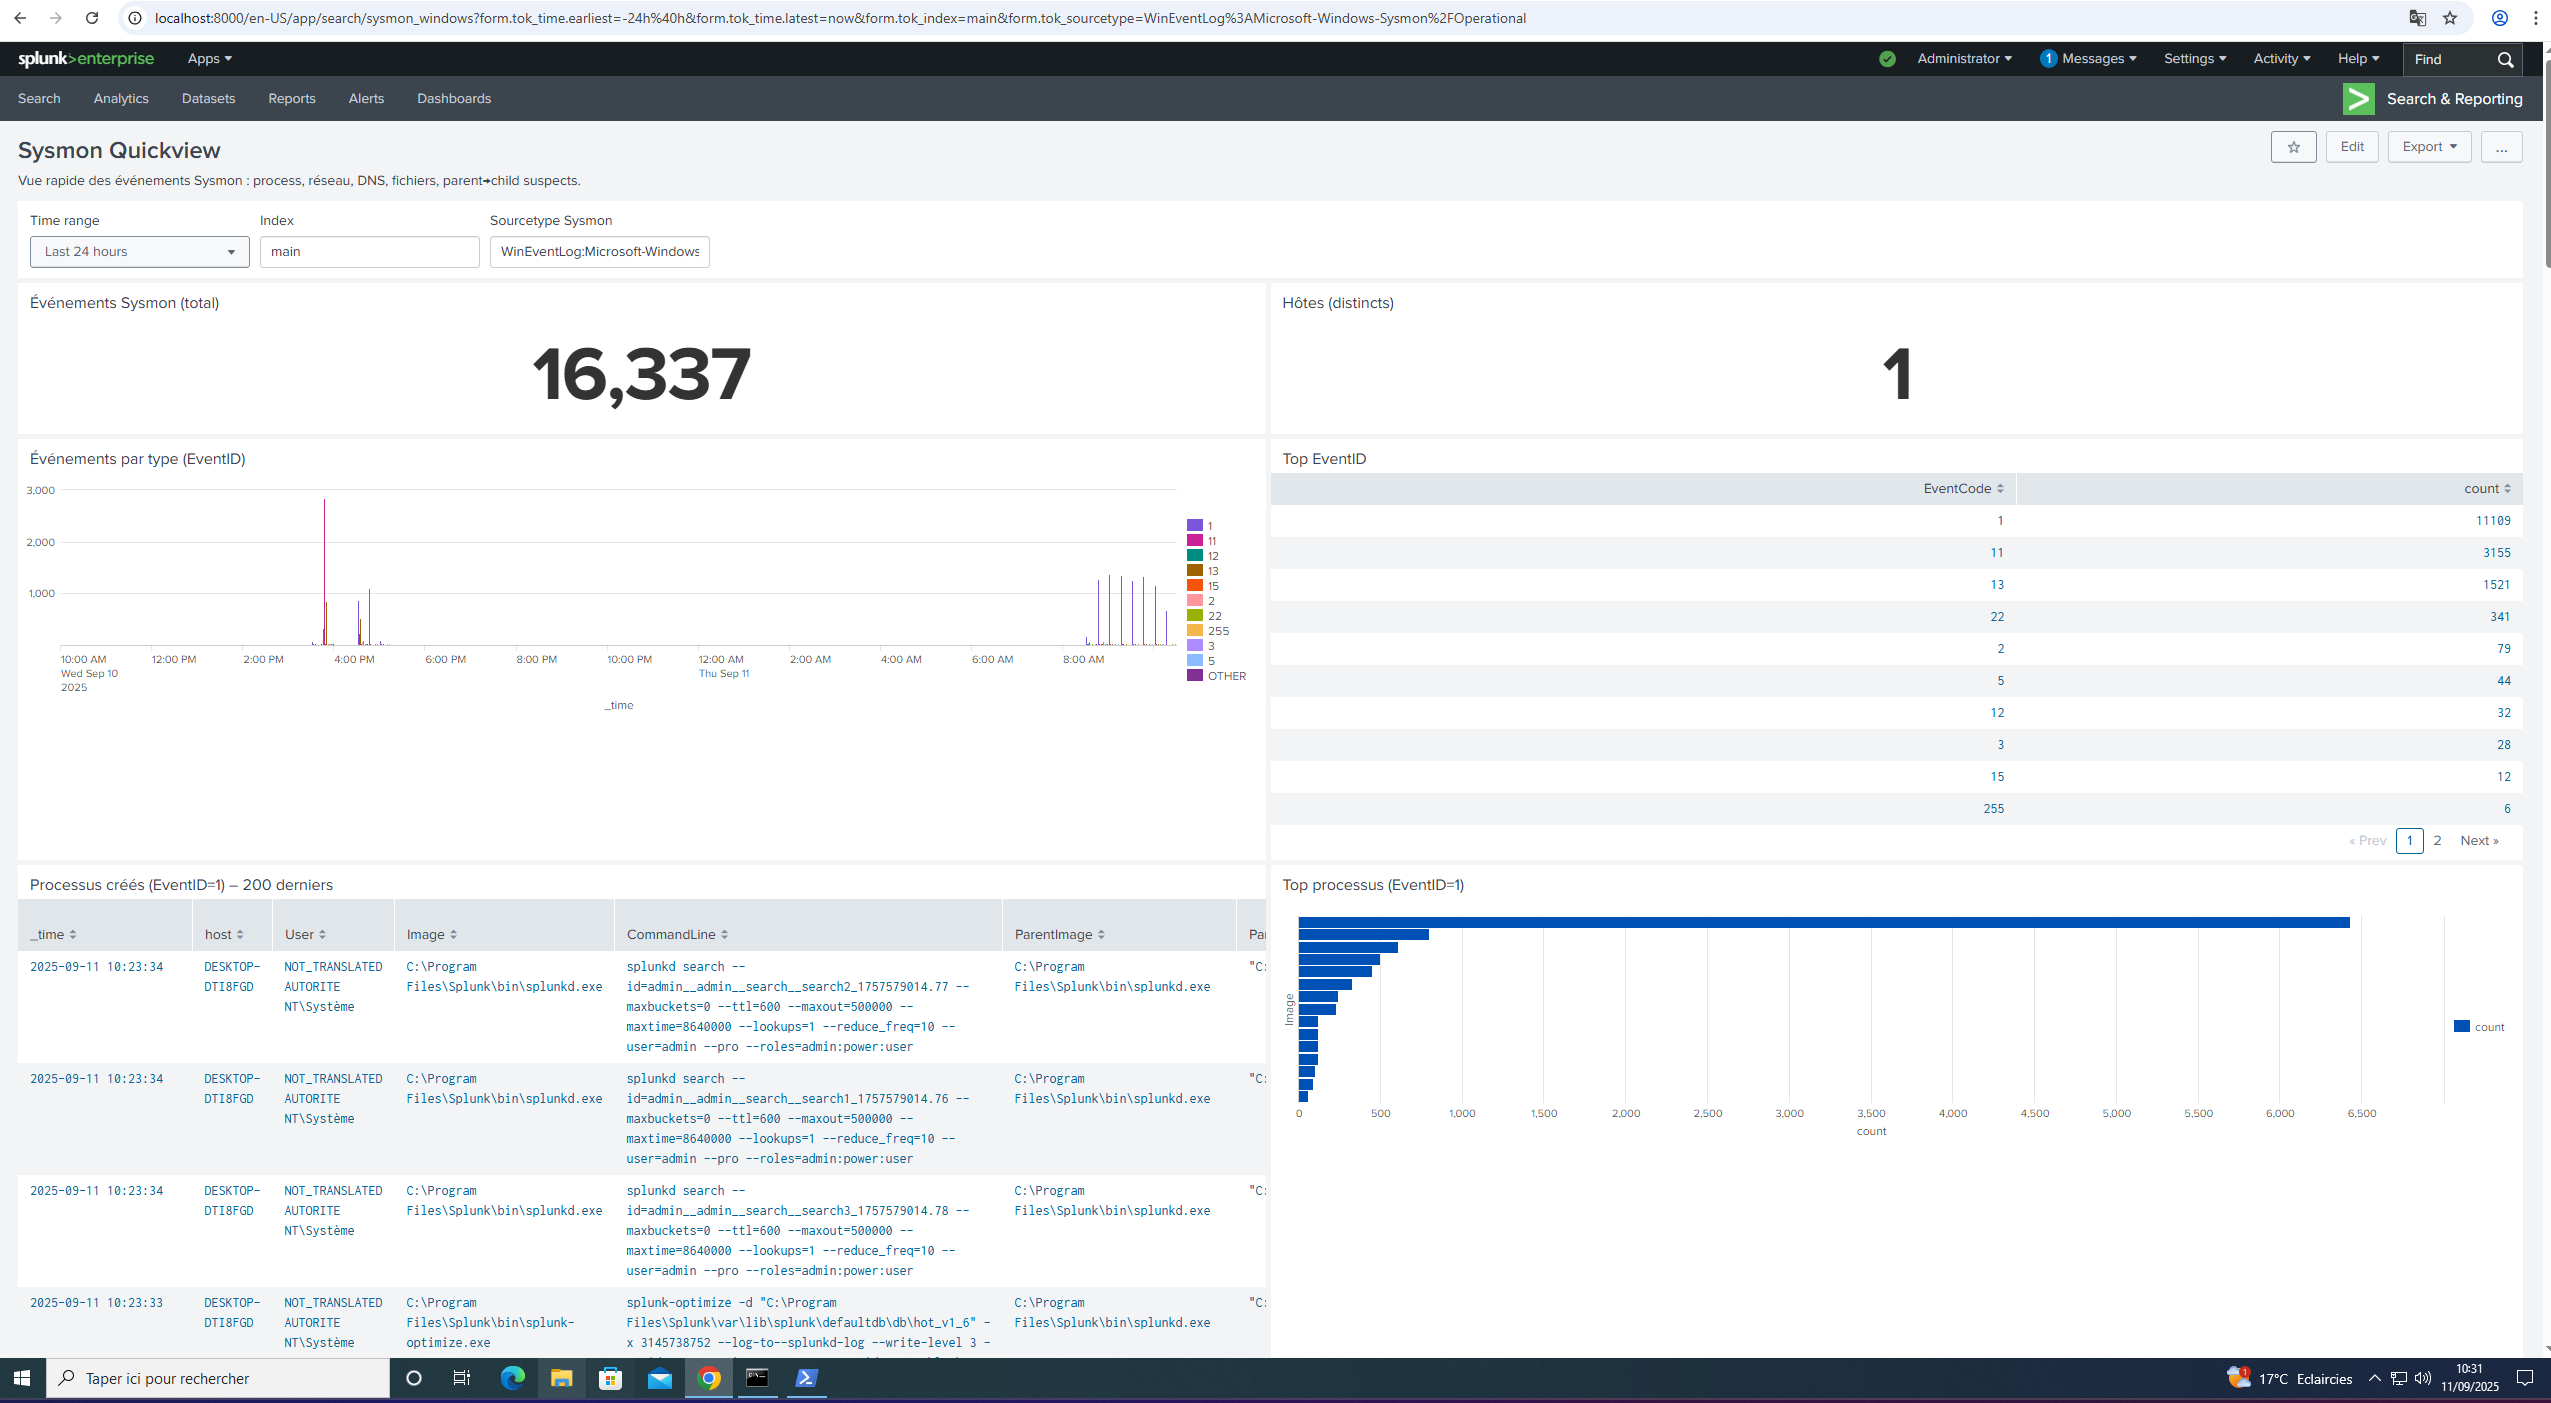 localhost:8000/en-US/app/search/sysmon_windows?form.tok_time.earliest=-24h%40h&form.tok_time.latest=now&form.tok_index=main&form.tok_sourcetype=WinEventLog%3AMicrosoft-Windows-Sysmon%2FOperational
splunk>enterprise Apps Administrator 1 Messages Settings Activity Help Find
Search Analytics Datasets Reports Alerts Dashboards Search & Reporting
Sysmon Quickview Edit Export ...
Vue rapide des événements Sysmon : process, réseau, DNS, fichiers, parent→child suspects.
Time range Index Sourcetype Sysmon
Last 24 hours main WinEventLog:Microsoft-Windows
Événements Sysmon (total)
16,337
Hôtes (distincts)
1
Événements par type (EventID)
3,000
2,000
1,000
10:00 AM 12:00 PM 2:00 PM 4:00 PM 6:00 PM 8:00 PM 10:00 PM 12:00 AM 2:00 AM 4:00 AM 6:00 AM 8:00 AM
Wed Sep 10 Thu Sep 11
2025
_time
1
11
12
13
15
2
22
255
3
5
OTHER
Top EventID
EventCode count
1 11109
11 3155
13 1521
22 341
2 79
5 44
12 32
3 28
15 12
255 6
« Prev 1 2 Next »
Processus créés (EventID=1) – 200 derniers
_time host User Image CommandLine ParentImage Pa
2025-09-11 10:23:34 DESKTOP- NOT_TRANSLATED C:\Program splunkd search -- C:\Program "C:
DTI8FGD AUTORITE Files\Splunk\bin\splunkd.exe id=admin__admin__search__search2_1757579014.77 -- Files\Splunk\bin\splunkd.exe
NT\Système maxbuckets=0 --ttl=600 --maxout=500000 --
maxtime=8640000 --lookups=1 --reduce_freq=10 --
user=admin --pro --roles=admin:power:user
2025-09-11 10:23:34 DESKTOP- NOT_TRANSLATED C:\Program splunkd search -- C:\Program "C:
DTI8FGD AUTORITE Files\Splunk\bin\splunkd.exe id=admin__admin__search__search1_1757579014.76 -- Files\Splunk\bin\splunkd.exe
NT\Système maxbuckets=0 --ttl=600 --maxout=500000 --
maxtime=8640000 --lookups=1 --reduce_freq=10 --
user=admin --pro --roles=admin:power:user
2025-09-11 10:23:34 DESKTOP- NOT_TRANSLATED C:\Program splunkd search -- C:\Program "C:
DTI8FGD AUTORITE Files\Splunk\bin\splunkd.exe id=admin__admin__search__search3_1757579014.78 -- Files\Splunk\bin\splunkd.exe
NT\Système maxbuckets=0 --ttl=600 --maxout=500000 --
maxtime=8640000 --lookups=1 --reduce_freq=10 --
user=admin --pro --roles=admin:power:user
2025-09-11 10:23:33 DESKTOP- NOT_TRANSLATED C:\Program splunk-optimize -d "C:\Program C:\Program "C:
DTI8FGD AUTORITE Files\Splunk\bin\splunk- Files\Splunk\var\lib\splunk\defaultdb\db\hot_v1_6" - Files\Splunk\bin\splunkd.exe
NT\Système optimize.exe x 3145738752 --log-to--splunkd-log --write-level 3 -
Top processus (EventID=1)
Image
count
0 500 1,000 1,500 2,000 2,500 3,000 3,500 4,000 4,500 5,000 5,500 6,000 6,500
count
Taper ici pour rechercher 1 17°C Eclaircies 10:31
11/09/2025